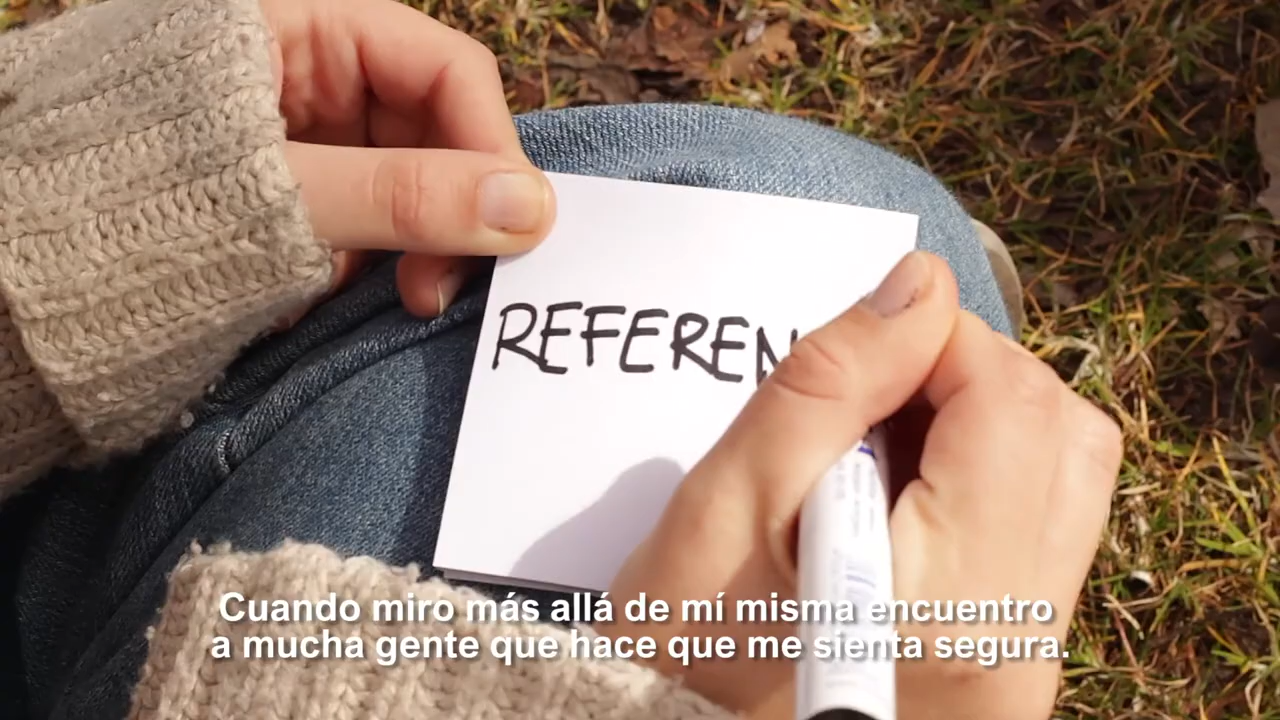 REFEREN
Cuando miro más allá de mí misma encuentro
a mucha gente que hace que me sienta segura.